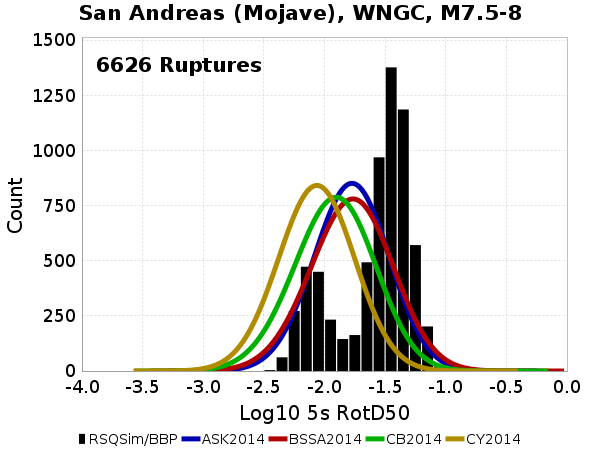 San Andreas (Mojave), WNGC, M7.5-8
6626 Ruptures
Count
1500
1250
1000
750
500
250
0
-4.0 -3.5 -3.0 -2.5 -2.0 -1.5 -1.0 -0.5 0.0
Log10 5s RotD50
RSQSim/BBP ASK2014 BSSA2014 CB2014 CY2014